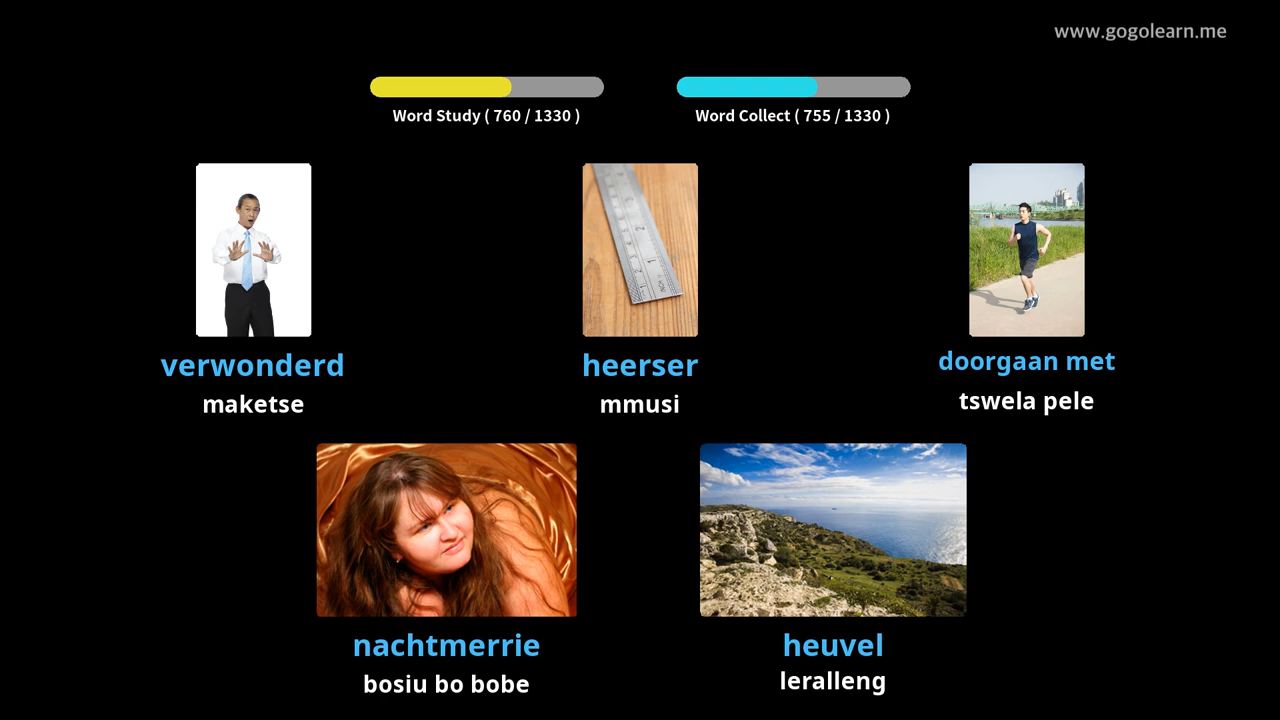 www.gogolearn.me
Word Study ( 760 / 1330 )
Word Collect ( 755 / 1330 )
verwonderd
maketse
heerser
mmusi
doorgaan met
tswela pele
nachtmerrie
bosiu bo bobe
heuvel
leralleng